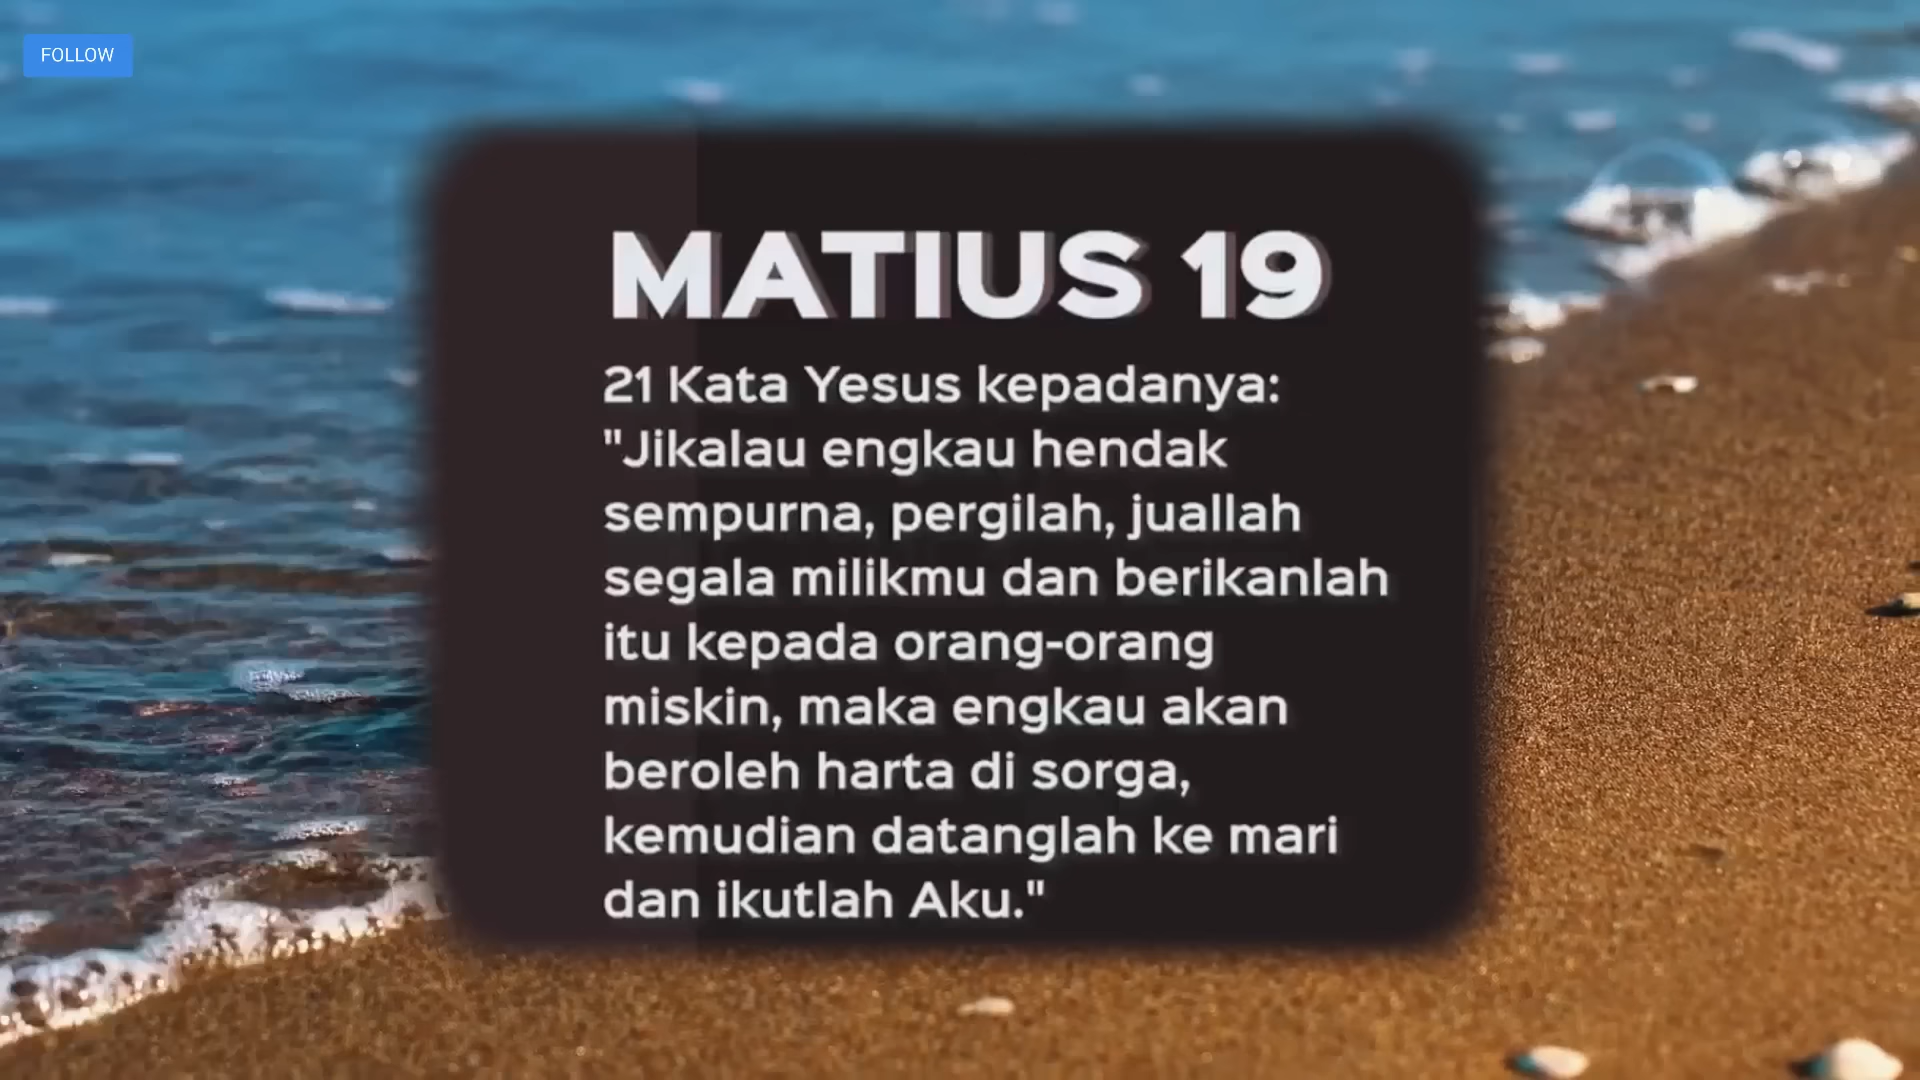 FOLLOW
MATIUS 19
21 Kata Yesus kepadanya:
"Jikalau engkau hendak
sempurna, pergilah, juallah
segala milikmu dan berikanlah
itu kepada orang-orang
miskin, maka engkau akan
beroleh harta di sorga,
kemudian datanglah ke mari
dan ikutlah Aku."